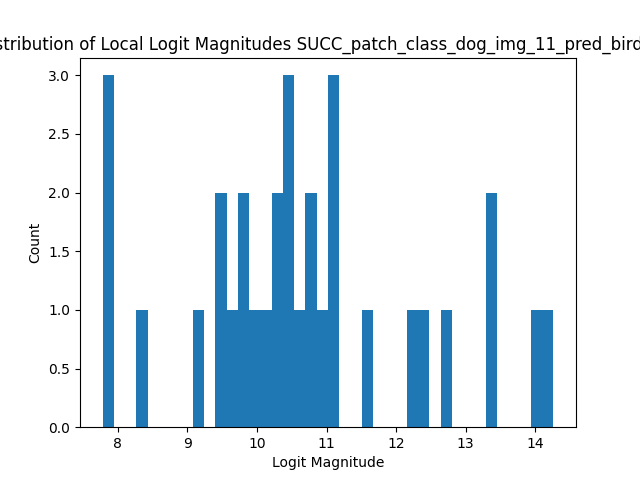 stribution of Local Logit Magnitudes SUCC_patch_class_dog_img_11_pred_bird
3.0
2.5
2.0
1.5
1.0
0.5
0.0
Count
8 9 10 11 12 13 14
Logit Magnitude